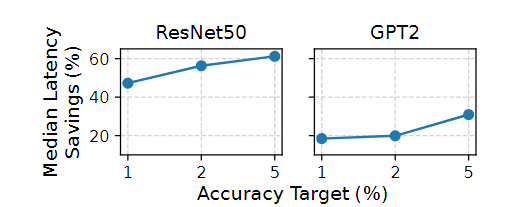 ResNet50
GPT2
Median Latency
Savings (%)
60
40
20
1
2
5
1
2
5
Accuracy Target (%)